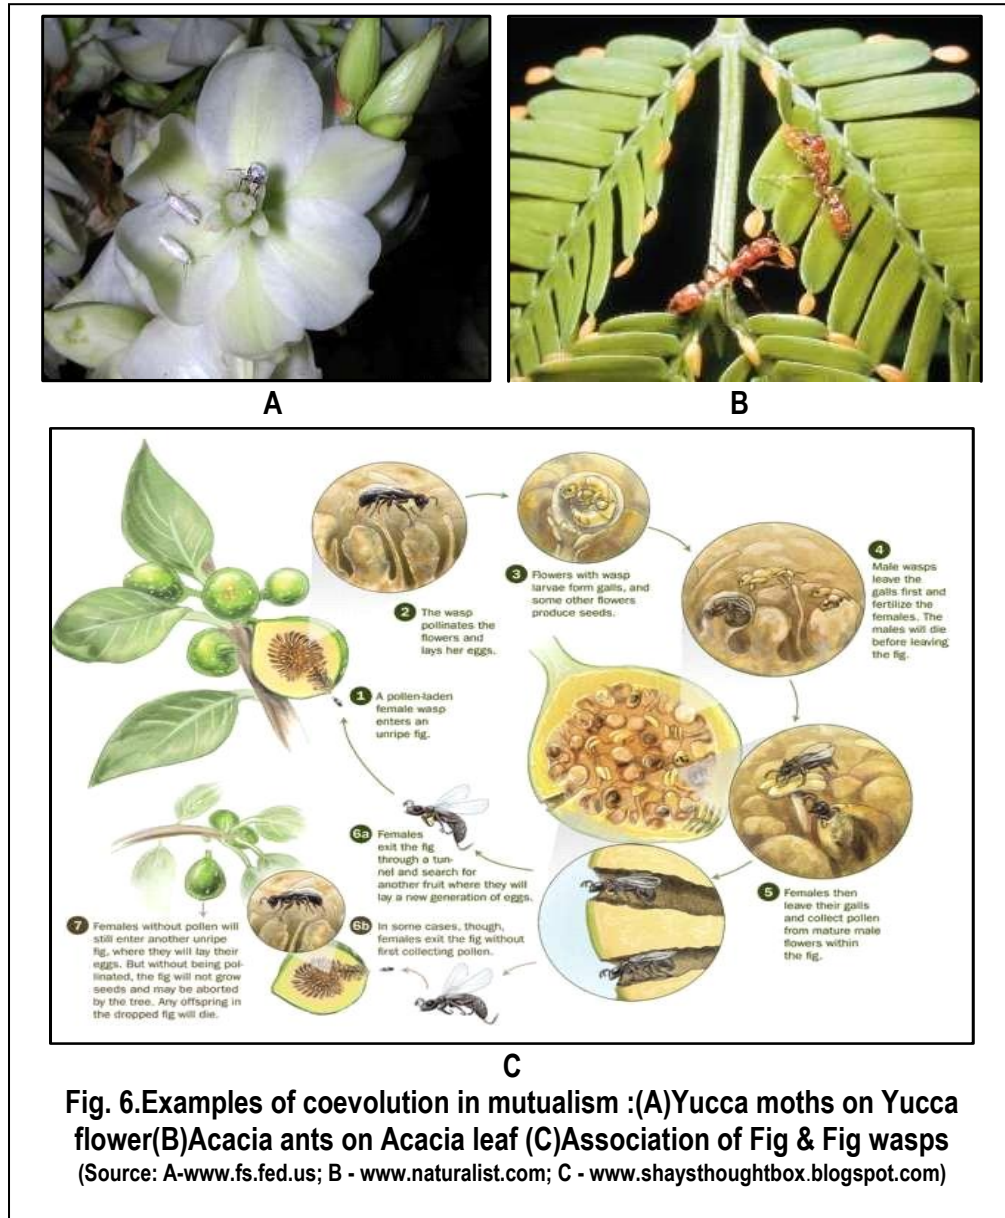 A
B
2 The wasp
pollinates the
flowers and
lays her eggs.
3 Flowers with wasp
larvae form galls, and
some other flowers
produce seeds.
4
Male wasps
leave the
galls first and
fertilize the
females. The
males will die
before leaving
the fig.
1 A pollen-laden
female wasp
enters an
unripe fig.
6a Females
exit the fig
through a tun-
nel and search for
another fruit where they will
lay a new generation of eggs.
5 Females then
leave their galls
and collect pollen
from mature male
flowers within
the fig.
6b In some cases, though,
females exit the fig without
first collecting pollen.
7 Females without pollen will
still enter another unripe
fig, where they will lay their
eggs. But without being pol-
linated, the fig will not grow
seeds and may be aborted
by the tree. Any offspring in
the dropped fig will die.
C
Fig. 6.Examples of coevolution in mutualism :(A)Yucca moths on Yucca
flower(B)Acacia ants on Acacia leaf (C)Association of Fig & Fig wasps
(Source: A-www.fs.fed.us; B - www.naturalist.com; C - www.shaysthoughtbox.blogspot.com)